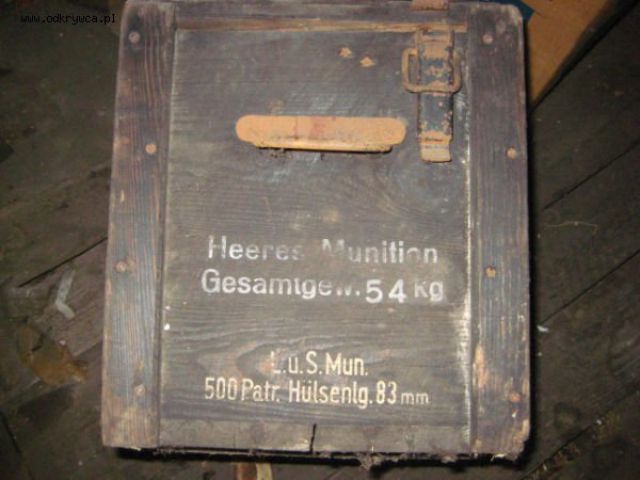 www.odkrywca.pl
Heeres Munition
Gesamtgew. 54 kg
L.u.S.Mun.
500 Patr. Hülsenlg. 83 mm